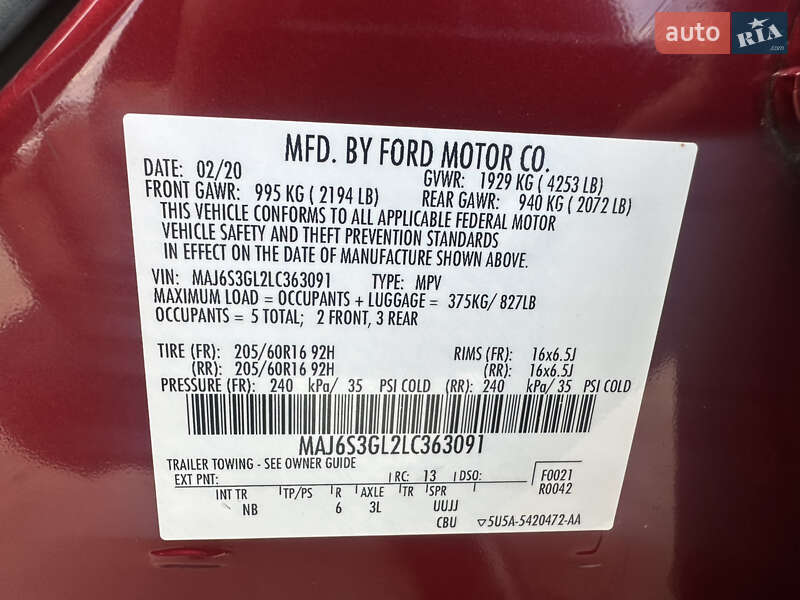 auto RIA
MFD. BY FORD MOTOR CO.
DATE: 02/20 GVWR: 1929 KG ( 4253 LB)
FRONT GAWR: 995 KG ( 2194 LB) REAR GAWR: 940 KG ( 2072 LB)
THIS VEHICLE CONFORMS TO ALL APPLICABLE FEDERAL MOTOR
VEHICLE SAFETY AND THEFT PREVENTION STANDARDS
IN EFFECT ON THE DATE OF MANUFACTURE SHOWN ABOVE.
VIN: MAJ6S3GL2LC363091 TYPE: MPV
MAXIMUM LOAD = OCCUPANTS + LUGGAGE = 375KG/ 827LB
OCCUPANTS = 5 TOTAL; 2 FRONT, 3 REAR
TIRE (FR): 205/60R16 92H RIMS (FR): 16x6.5J
(RR): 205/60R16 92H (RR): 16x6.5J
PRESSURE (FR): 240 kPa/ 35 PSI COLD (RR): 240 kPa/ 35 PSI COLD
MAJ6S3GL2LC363091
TRAILER TOWING - SEE OWNER GUIDE
EXT PNT: RC: 13 DSO: F0021
R0042
INT TR TP/PS R AXLE TR SPR
NB 6 3L UUJJ
CBU ▽5U5A-5420472-AA